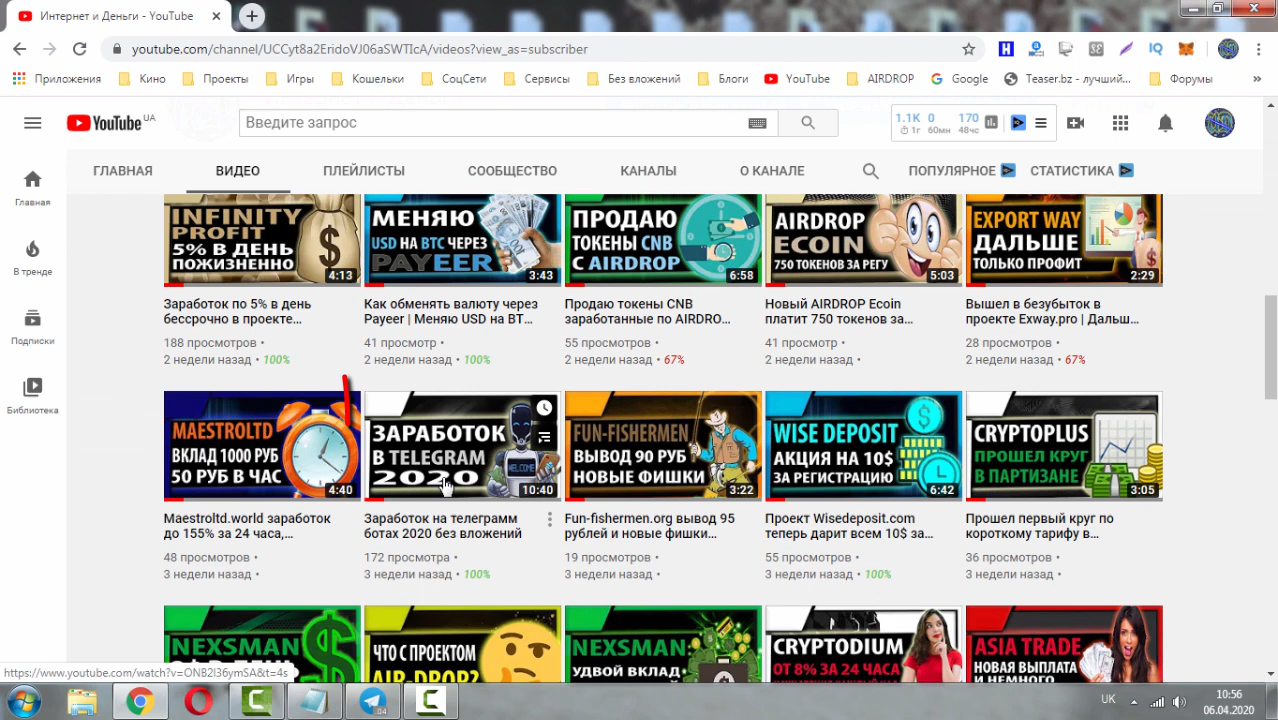 Интернет и Деньги - YouTube
youtube.com/channel/UCCyt8a2EridoVJ06aSWTIcA/videos?view_as=subscriber
Приложения
Кино
Проекты
Игры
Кошельки
СоцСети
Сервисы
Без вложений
Блоги
YouTube
AIRDROP
Google
Teaser.bz - лучший...
Форумы
YouTube UA
Введите запрос
1.1K 0 170
1г 60мн 48чс
ГЛАВНАЯ
ВИДЕО
ПЛЕЙЛИСТЫ
СООБЩЕСТВО
КАНАЛЫ
О КАНАЛЕ
ПОПУЛЯРНОЕ
СТАТИСТИКА
Главная
В тренде
Подписки
Библиотека
INFINITY
PROFIT
5% В ДЕНЬ
ПОЖИЗНЕННО
4:13
МЕНЯЮ
USD НА BTC ЧЕРЕЗ
PAYEER
3:43
ПРОДАЮ
ТОКЕНЫ CNB
С AIRDROP
6:58
AIRDROP
ECOIN
750 ТОКЕНОВ ЗА РЕГУ
5:03
EXPORT WAY
ДАЛЬШЕ
ТОЛЬКО ПРОФИТ
2:29
Заработок по 5% в день
бессрочно в проекте...
188 просмотров •
2 недели назад • 100%
Как обменять валюту через
Payeer | Меняю USD на BT...
41 просмотр •
2 недели назад • 100%
Продаю токены CNB
заработанные по AIRDRO...
55 просмотров •
2 недели назад • 67%
Новый AIRDROP Ecoin
платит 750 токенов за...
41 просмотр •
2 недели назад •
Вышел в безубыток в
проекте Exway.pro | Дальш...
28 просмотров •
2 недели назад • 67%
MAESTROLTD
ВКЛАД 1000 РУБ
50 РУБ В ЧАС
4:40
ЗАРАБОТОК
В TELEGRAM
2020
WELCOME
10:40
FUN-FISHERMEN
ВЫВОД 90 РУБ
НОВЫЕ ФИШКИ
3:22
WISE DEPOSIT
АКЦИЯ НА 10$
ЗА РЕГИСТРАЦИЮ
6:42
CRYPTOPLUS
ПРОШЕЛ КРУГ
В ПАРТИЗАНЕ
3:05
Maestroltd.world заработок
до 155% за 24 часа,...
48 просмотров •
3 недели назад •
Заработок на телеграмм
ботах 2020 без вложений
172 просмотра •
3 недели назад • 100%
Fun-fishermen.org вывод 95
рублей и новые фишки...
19 просмотров •
3 недели назад •
Проект Wisedeposit.com
теперь дарит всем 10$ за...
55 просмотров •
3 недели назад • 100%
Прошел первый круг по
короткому тарифу в...
36 просмотров •
3 недели назад •
NEXSMAN
ЧТО С ПРОЕКТОМ
AIR-DROP?
NEXSMAN
УДВОЙ ВКЛАД
CRYPTODIUM
ОТ 8% ЗА 24 ЧАСА
ASIA TRADE
НОВАЯ ВЫПЛАТА
И НЕМНОГО
https://www.youtube.com/watch?v=ONB2I36ymSA&t=4s
UK
10:56
06.04.2020